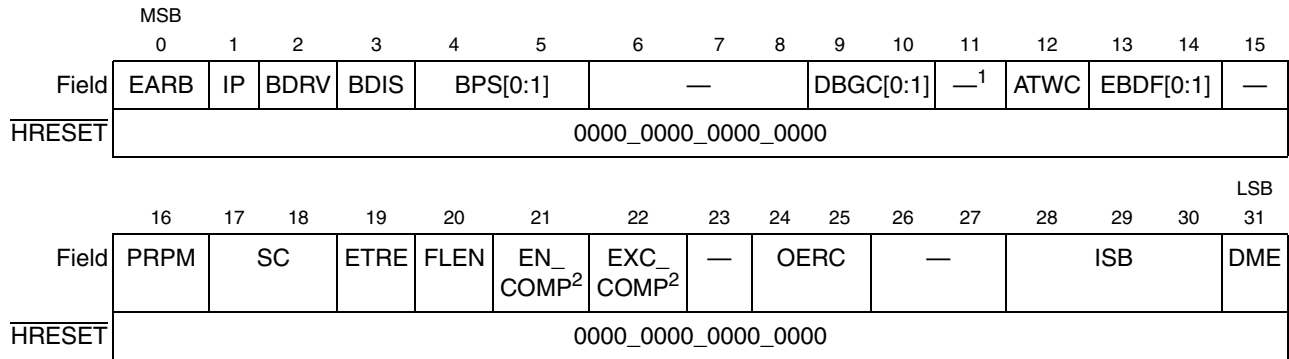 MSB
0 1 2 3 4 5 6 7 8 9 10 11 12 13 14 15
Field EARB IP BDRV BDIS BPS[0:1] — DBGC[0:1] —1 ATWC EBDF[0:1] —
HRESET 0000_0000_0000_0000
LSB
16 17 18 19 20 21 22 23 24 25 26 27 28 29 30 31
Field PRPM SC ETRE FLEN EN_ EXC_ — OERC — ISB DME
COMP2 COMP2
HRESET 0000_0000_0000_0000